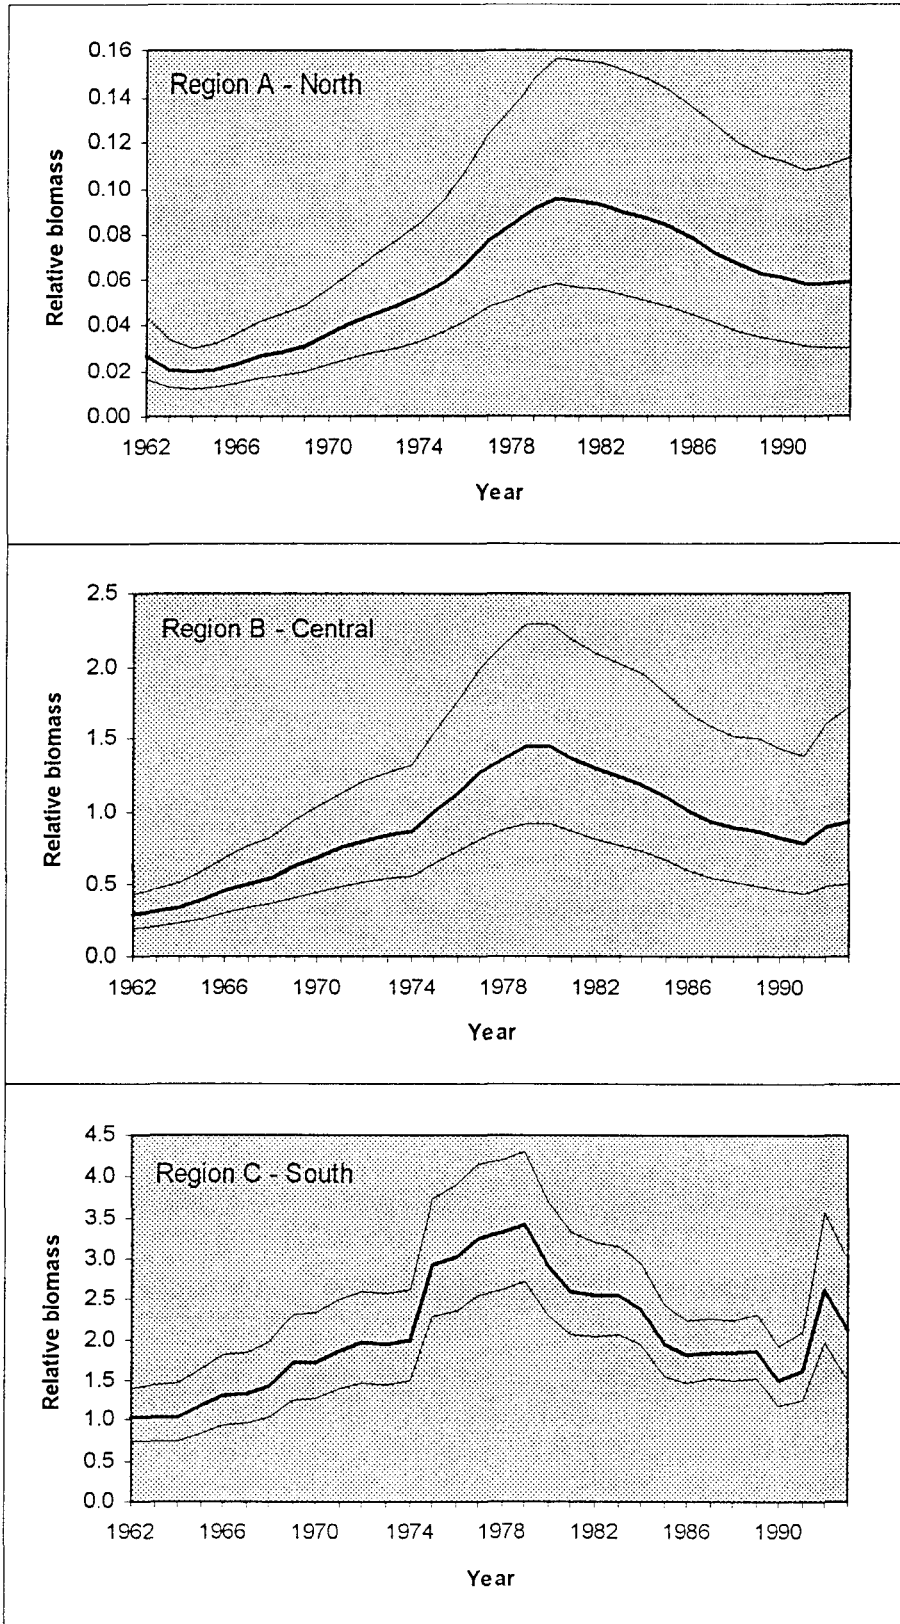 0.16
Region A - North
0.14
0.12
0.10
0.08
0.06
0.04
0.02
0.00
Relative biomass
1962 1966 1970 1974 1978 1982 1986 1990
Year
2.5
Region B - Central
2.0
1.5
1.0
0.5
0.0
Relative biomass
1962 1966 1970 1974 1978 1982 1986 1990
Year
4.5
Region C - South
4.0
3.5
3.0
2.5
2.0
1.5
1.0
0.5
0.0
Relative biomass
1962 1966 1970 1974 1978 1982 1986 1990
Year